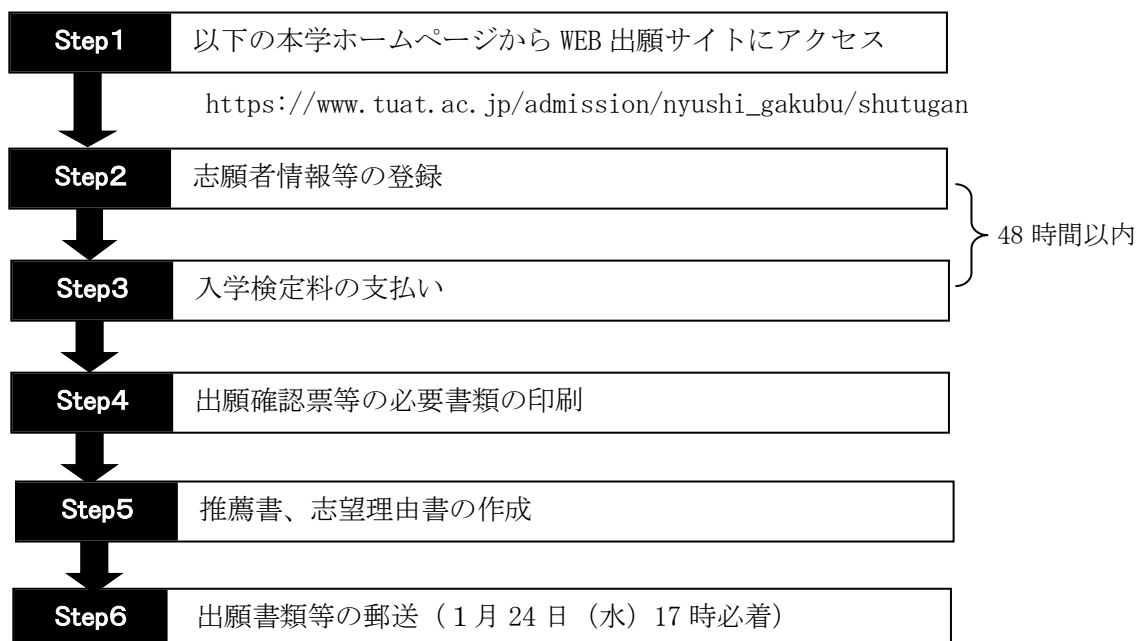 Step1 以下の本学ホームページから WEB 出願サイトにアクセス
https://www.tuat.ac.jp/admission/nyushi_gakubu/shutugan
Step2 志願者情報等の登録
48 時間以内
Step3 入学検定料の支払い
Step4 出願確認票等の必要書類の印刷
Step5 推薦書、志望理由書の作成
Step6 出願書類等の郵送（１月 24 日（水）17 時必着）